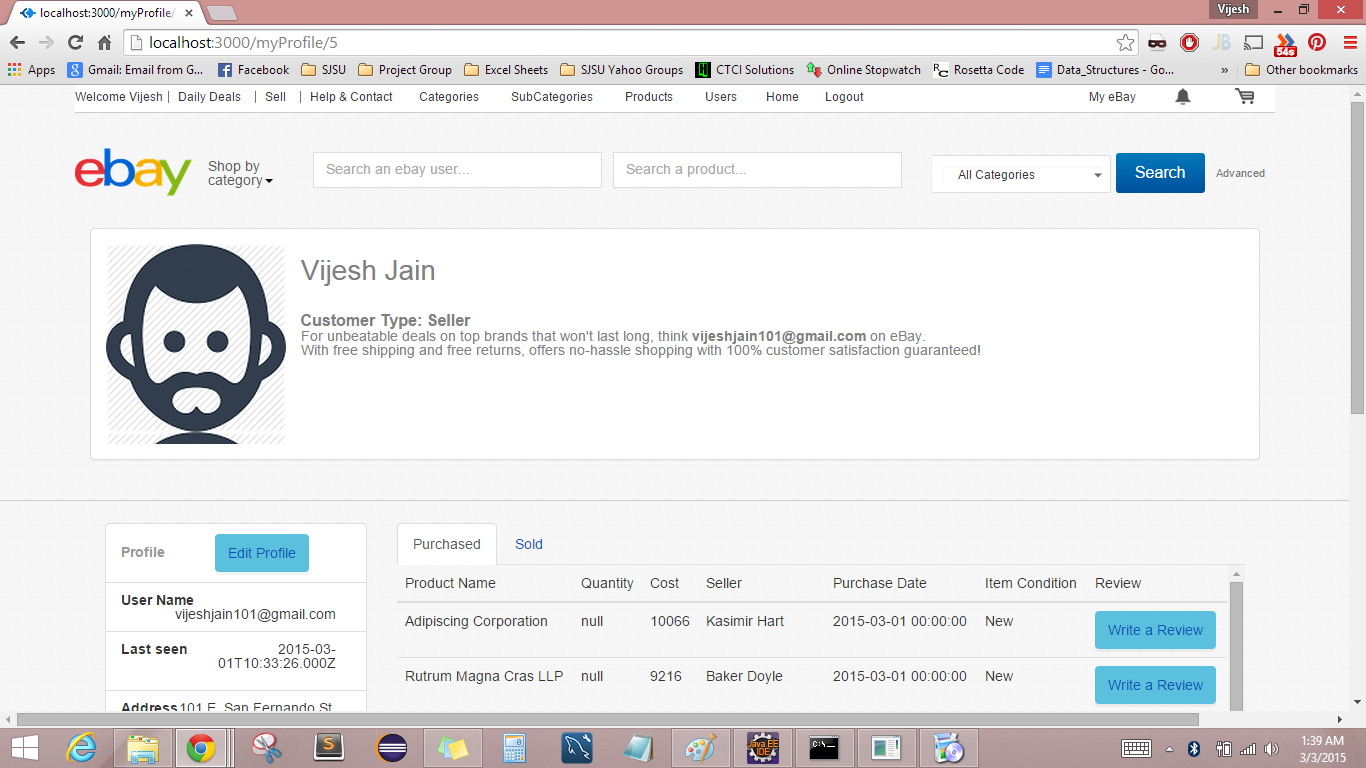 localhost:3000/myProfile/
Vijesh
localhost:3000/myProfile/5
54s
Apps Gmail: Email from G... Facebook SJSU Project Group Excel Sheets SJSU Yahoo Groups CTCI Solutions Online Stopwatch Rosetta Code Data_Structures - Go... » Other bookmarks
Welcome Vijesh | Daily Deals | Sell | Help & Contact Categories SubCategories Products Users Home Logout My eBay
ebay
Shop by
category
Search an ebay user...
Search a product...
All Categories
Search
Advanced
Vijesh Jain
Customer Type: Seller
For unbeatable deals on top brands that won't last long, think vijeshjain101@gmail.com on eBay.
With free shipping and free returns, offers no-hassle shopping with 100% customer satisfaction guaranteed!
Profile Edit Profile
User Name
vijeshjain101@gmail.com
Last seen 2015-03-
01T10:33:26.000Z
Address 101 E. San Fernando St
Purchased Sold
Product Name Quantity Cost Seller Purchase Date Item Condition Review
Adipiscing Corporation null 10066 Kasimir Hart 2015-03-01 00:00:00 New Write a Review
Rutrum Magna Cras LLP null 9216 Baker Doyle 2015-03-01 00:00:00 New Write a Review
Java EE
IDE
C:\_
1:39 AM
3/3/2015